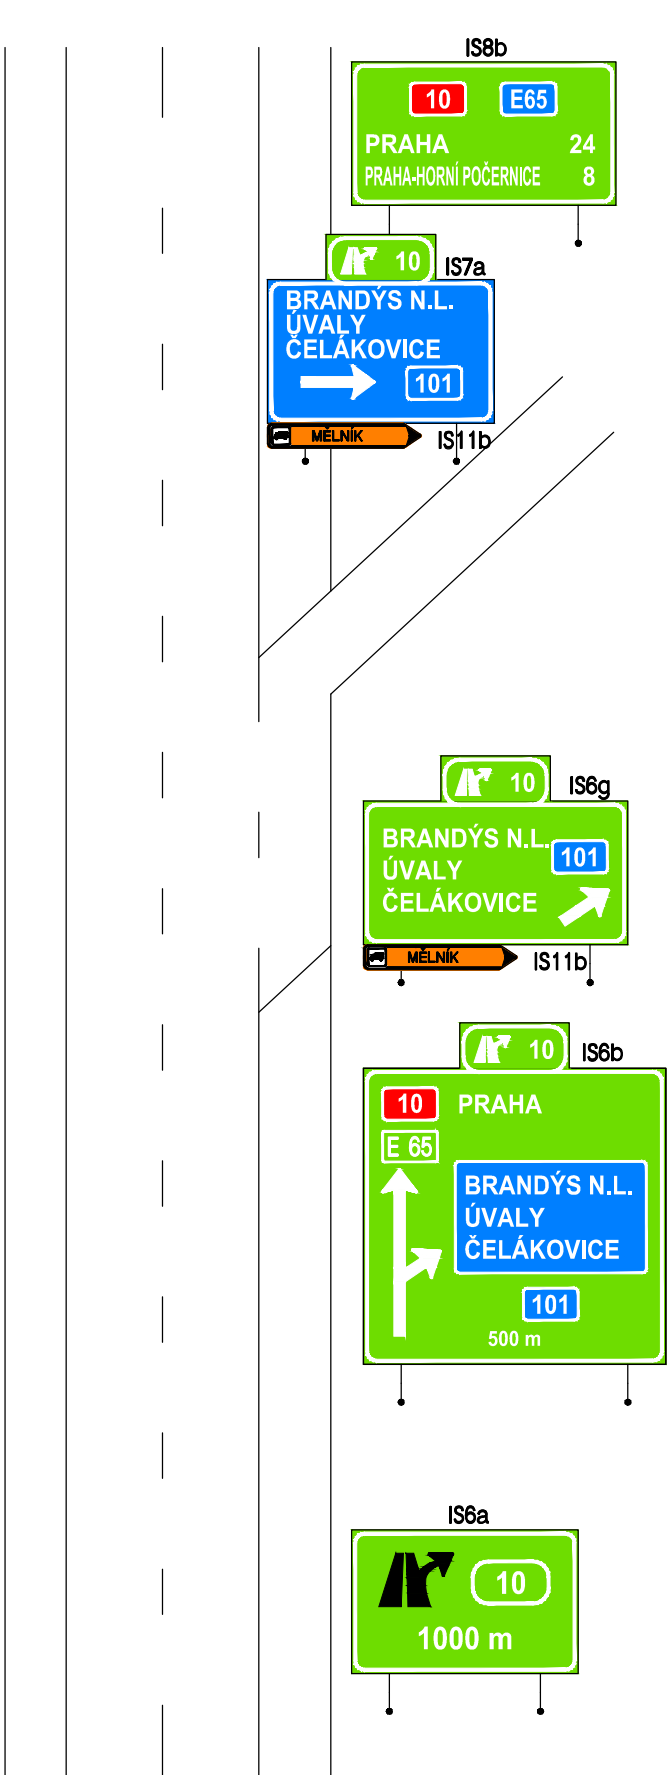 IS8b
10 E65
PRAHA 24
PRAHA-HORNÍ POČERNICE 8
10
IS7a
BRANDÝS N.L.
ÚVALY
ČELÁKOVICE
101
MĚLNÍK
IS11b
10
IS6g
BRANDÝS N.L.
101
ÚVALY
ČELÁKOVICE
MĚLNÍK
IS11b
10
IS6b
10 PRAHA
E 65
BRANDÝS N.L.
ÚVALY
ČELÁKOVICE
101
500 m
IS6a
10
1000 m